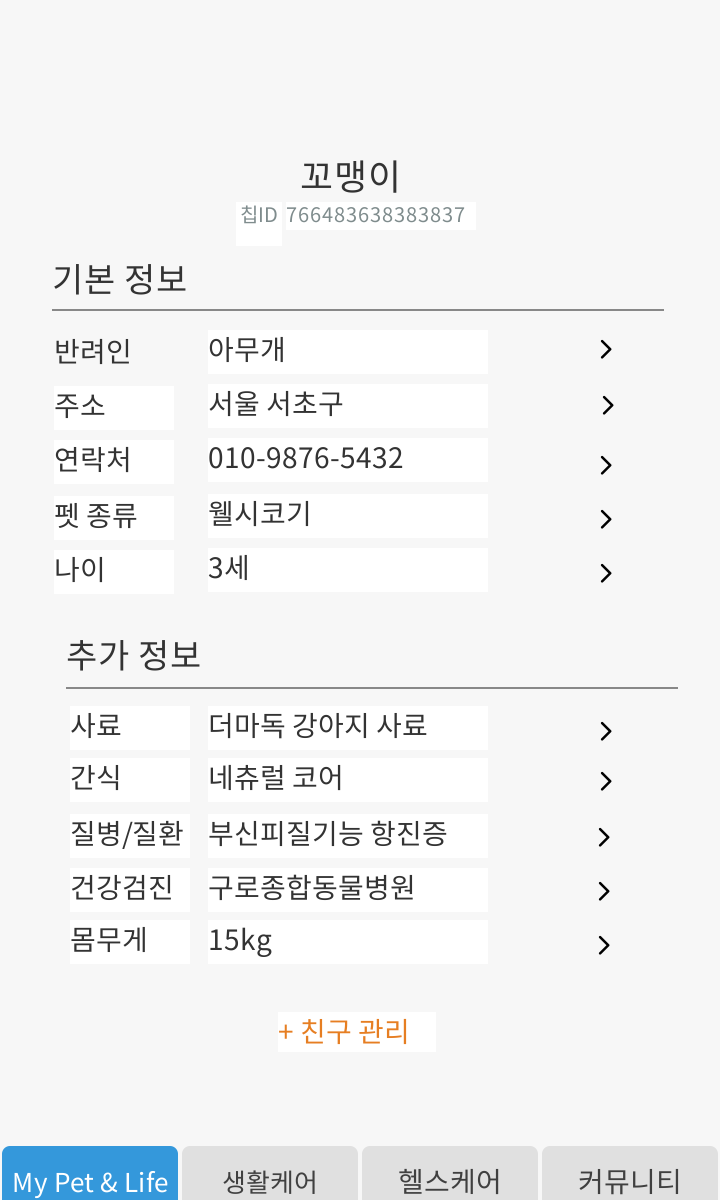 꼬맹이
칩ID 766483638383837
기본 정보
반려인 아무개
주소 서울 서초구
연락처 010-9876-5432
펫 종류 웰시코기
나이 3세
추가 정보
사료 더마독 강아지 사료
간식 네츄럴 코어
질병/질환 부신피질기능 항진증
건강검진 구로종합동물병원
몸무게 15kg
+ 친구 관리
My Pet & Life 생활케어 헬스케어 커뮤니티